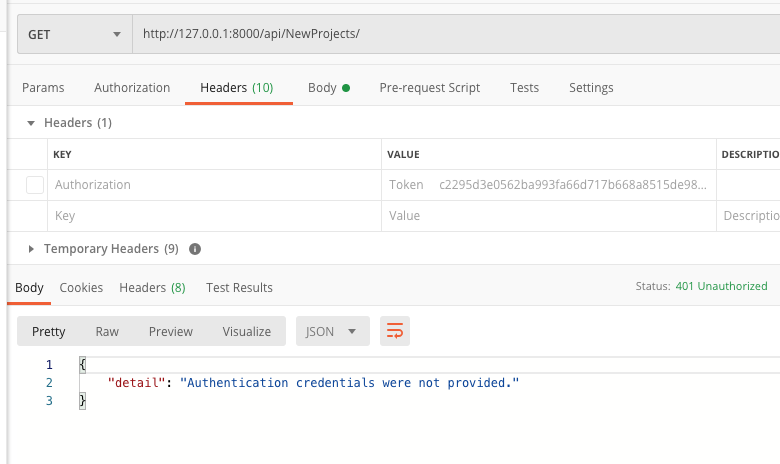 GET http://127.0.0.1:8000/api/NewProjects/
Params Authorization Headers (10) Body Pre-request Script Tests Settings
Headers (1)
KEY VALUE DESCRIPTIO
Authorization Token c2295d3e0562ba993fa66d717b668a8515de98...
Key Value Descriptio
Temporary Headers (9) i
Body Cookies Headers (8) Test Results Status: 401 Unauthorized
Pretty Raw Preview Visualize JSON
1 {
2 "detail": "Authentication credentials were not provided."
3 }